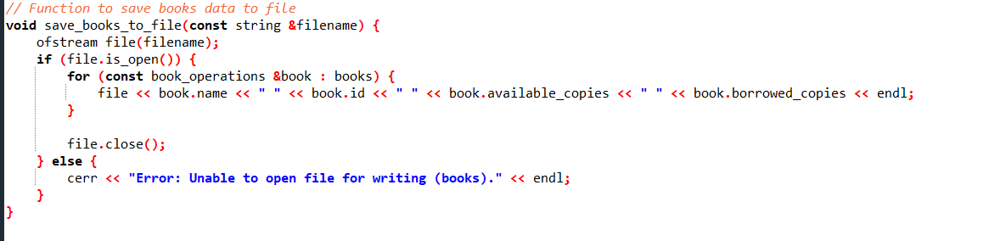 // Function to save books data to file
void save_books_to_file(const string &filename) {
    ofstream file(filename);
    if (file.is_open()) {
        for (const book_operations &book : books) {
            file << book.name << " " << book.id << " " << book.available_copies << " " << book.borrowed_copies << endl;
        }

        file.close();
    } else {
        cerr << "Error: Unable to open file for writing (books)." << endl;
    }
}